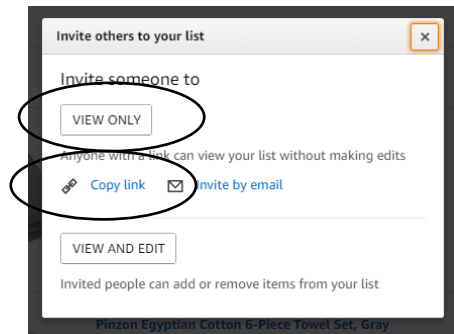 Invite others to your list
Invite someone to
VIEW ONLY
Anyone with a link can view your list without making edits
Copy link Invite by email
VIEW AND EDIT
Invited people can add or remove items from your list
Pinzon Egyptian Cotton 6-Piece Towel Set, Gray